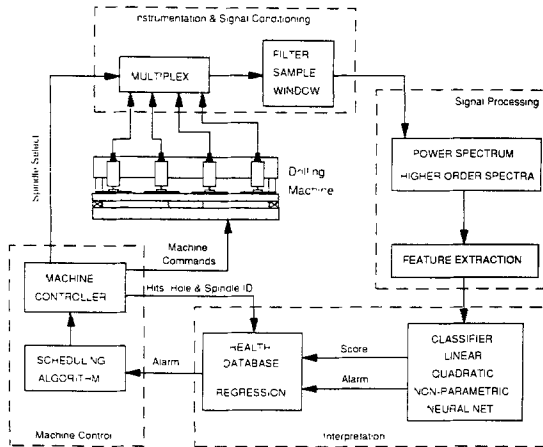 Instrumentation & Signal Conditioning
MULTIPLEX
FILTER
SAMPLE
WINDOW
Signal Processing
POWER SPECTRUM
HIGHER ORDER SPECTRA
FEATURE EXTRACTION
Spindle Select
Drilling
Machine
Machine
Commands
MACHINE
CONTROLLER
Hits, Hole & Spindle ID
SCHEDULING
ALGORITHM
Alarm
HEALTH
DATABASE
REGRESSION
Score
Alarm
CLASSIFIER
LINEAR
QUADRATIC
NON-PARAMETRIC
NEURAL NET
Machine Control
Interpretation